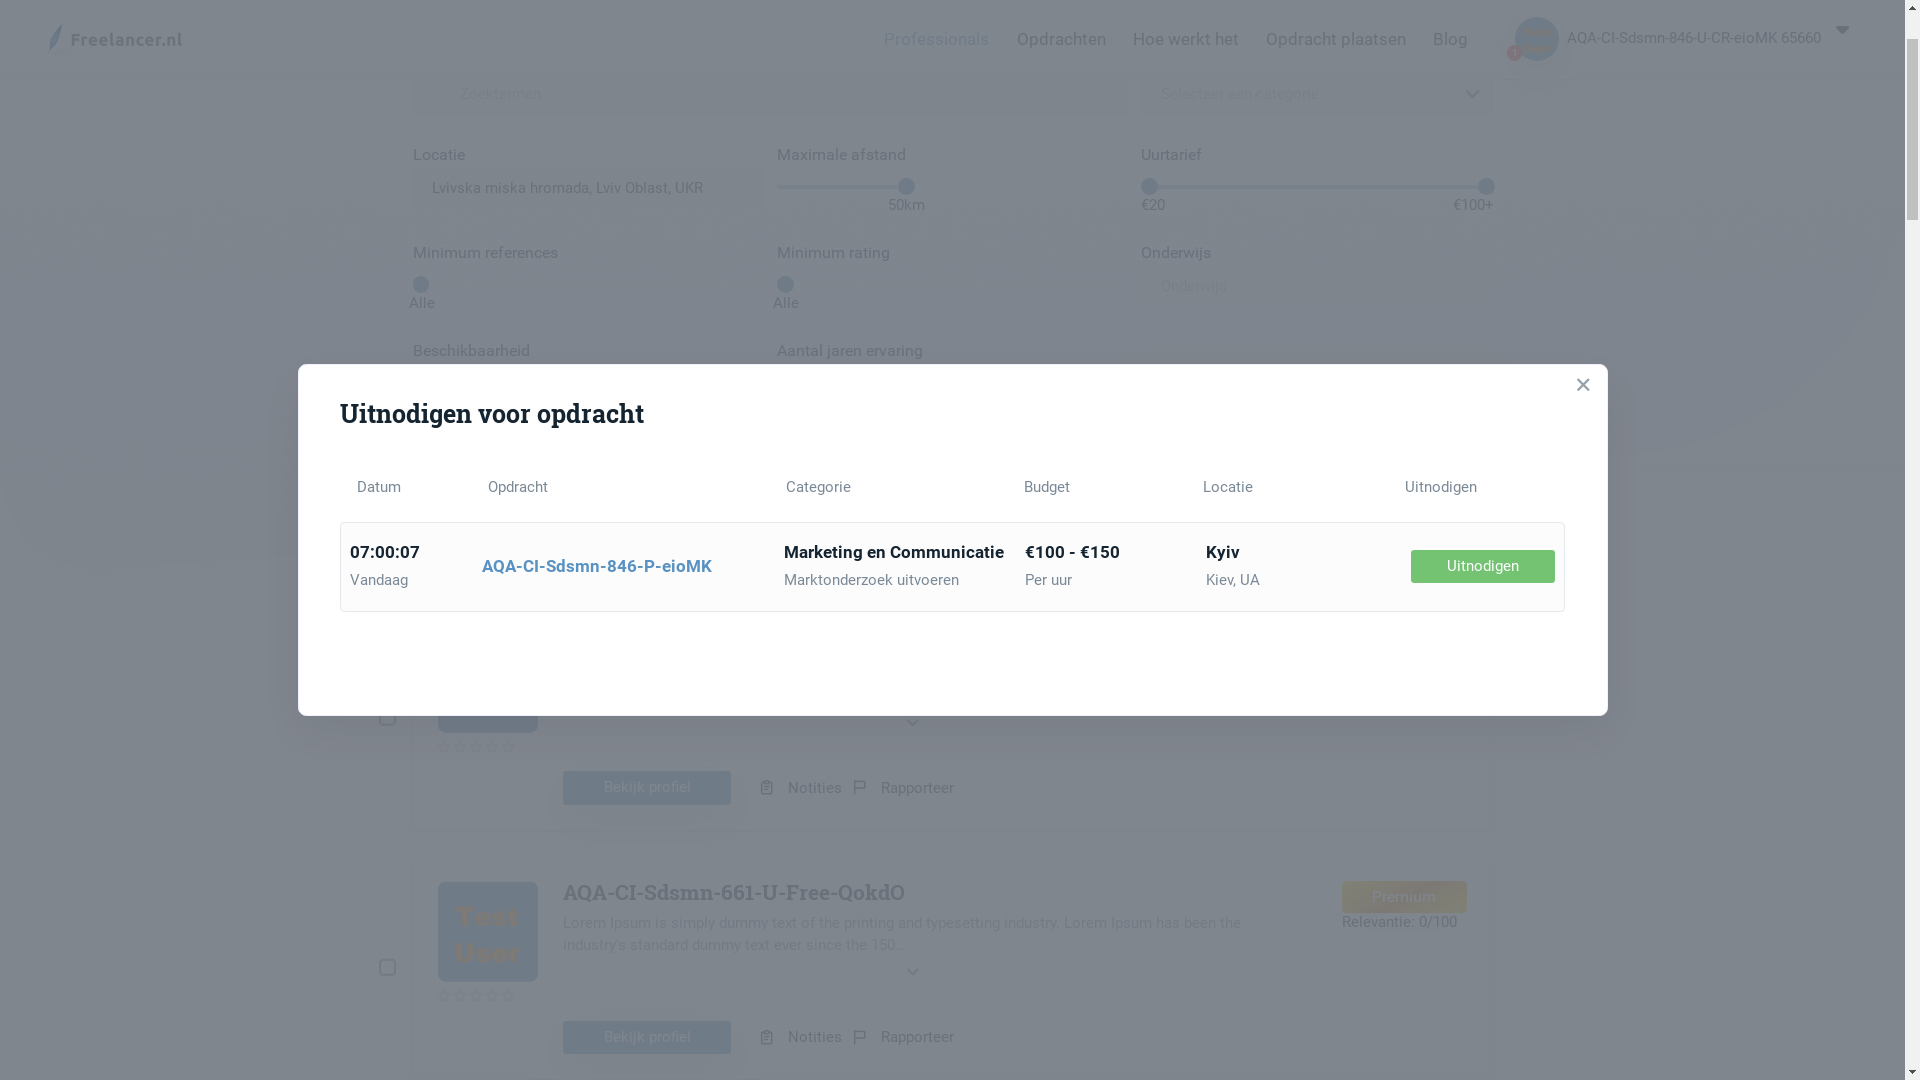 Freelancer.nl
Professionals
Opdrachten
Hoe werkt het
Opdracht plaatsen
Blog
1
AQA-CI-Sdsmn-846-U-CR-eioMK 65660
Zoektermen
Selecteer een categorie
Locatie
Maximale afstand
Uurtarief
Lvivska miska hromada, Lviv Oblast, UKR
50km
€20
€100+
Minimum references
Minimum rating
Onderwijs
Alle
Alle
Onderwijs
Beschikbaarheid
Aantal jaren ervaring
Uitnodigen voor opdracht
Datum
Opdracht
Categorie
Budget
Locatie
Uitnodigen
07:00:07
Vandaag
AQA-CI-Sdsmn-846-P-eioMK
Marketing en Communicatie
Marktonderzoek uitvoeren
€100 - €150
Per uur
Kyiv
Kiev, UA
Uitnodigen
Bekijk profiel
Notities
Rapporteer
Test
User
AQA-CI-Sdsmn-661-U-Free-QokdO
Lorem Ipsum is simply dummy text of the printing and typesetting industry. Lorem Ipsum has been the
industry's standard dummy text ever since the 150...
Premium
Relevantie: 0/100
Bekijk profiel
Notities
Rapporteer